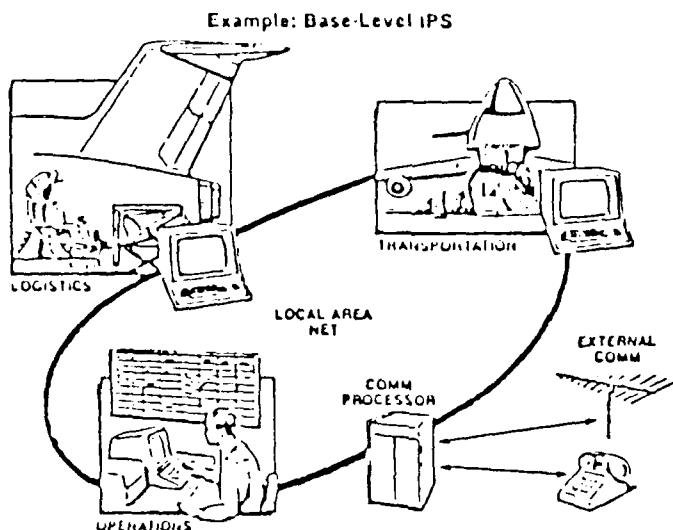 Example: Base-Level IPS
LOGISTICS
TRANSPORTATION
LOCAL AREA
NET
EXTERNAL
COMM
COMM
PROCESSOR
OPERATIONS